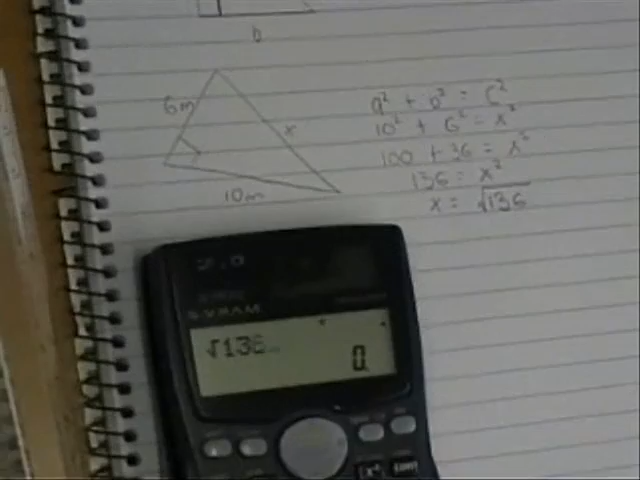 b
6m
x
10m
a² + b² = c²
10² + 6² = x²
100 + 36 = x²
136 = x²
x = √136
√136
0.